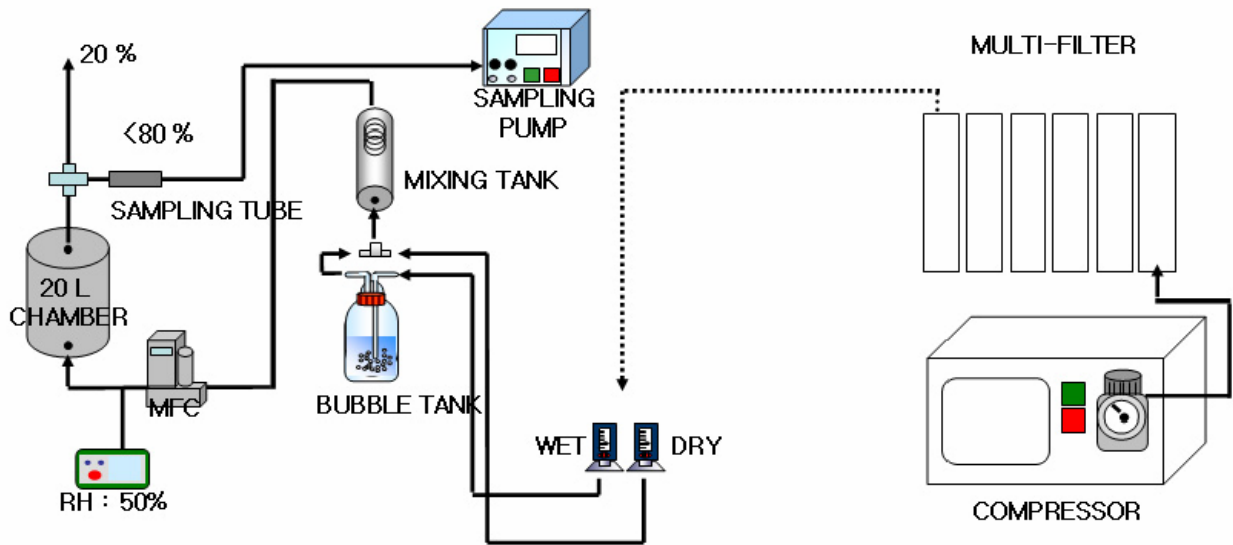 20 %
MULTI-FILTER
<80 %
SAMPLING
PUMP
MIXING TANK
SAMPLING TUBE
20 L
CHAMBER
MFC
BUBBLE TANK
WET
DRY
RH : 50%
COMPRESSOR